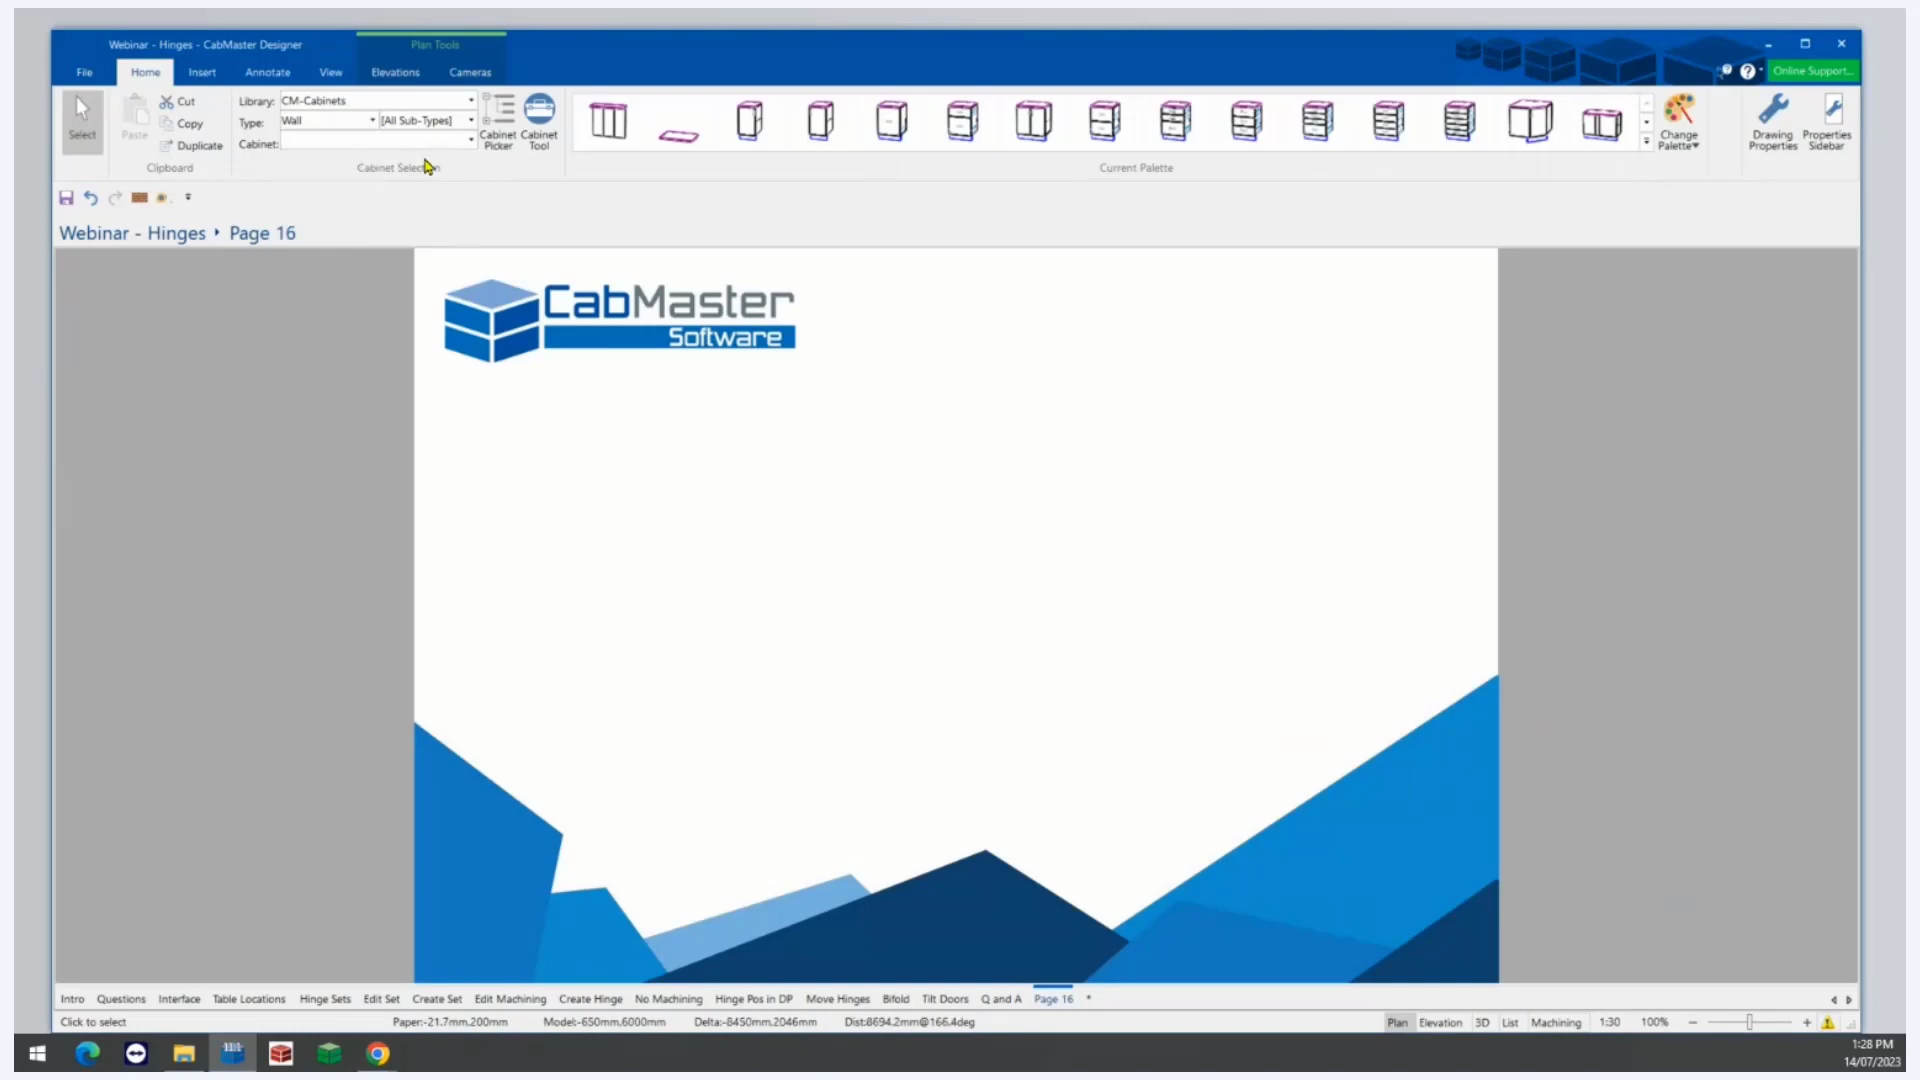 Webinar - Hinges - CabMaster Designer
Plan Tools
File Home Insert Annotate View Elevations Cameras
Online Support...
Select
Paste
Cut
Copy
Duplicate
Clipboard
Library: CM-Cabinets
Type: Wall [All Sub-Types]
Cabinet:
Cabinet Picker
Cabinet Tool
Current Palette
Change Palette
Drawing Properties
Properties Sidebar
Webinar - Hinges Page 16
CabMaster
Software
Intro Questions Interface Table Locations Hinge Sets Edit Set Create Set Edit Machining Create Hinge No Machining Hinge Pos in DP Move Hinges Bifold Tilt Doors Q and A Page 16 *
Click to select Paper:-21.7mm,200mm Model:-650mm,6000mm Delta:-8450mm,2046mm Dist:8694.2mm@166.4deg Plan Elevation 3D List Machining 1:30 100%
1:28 PM
14/07/2023